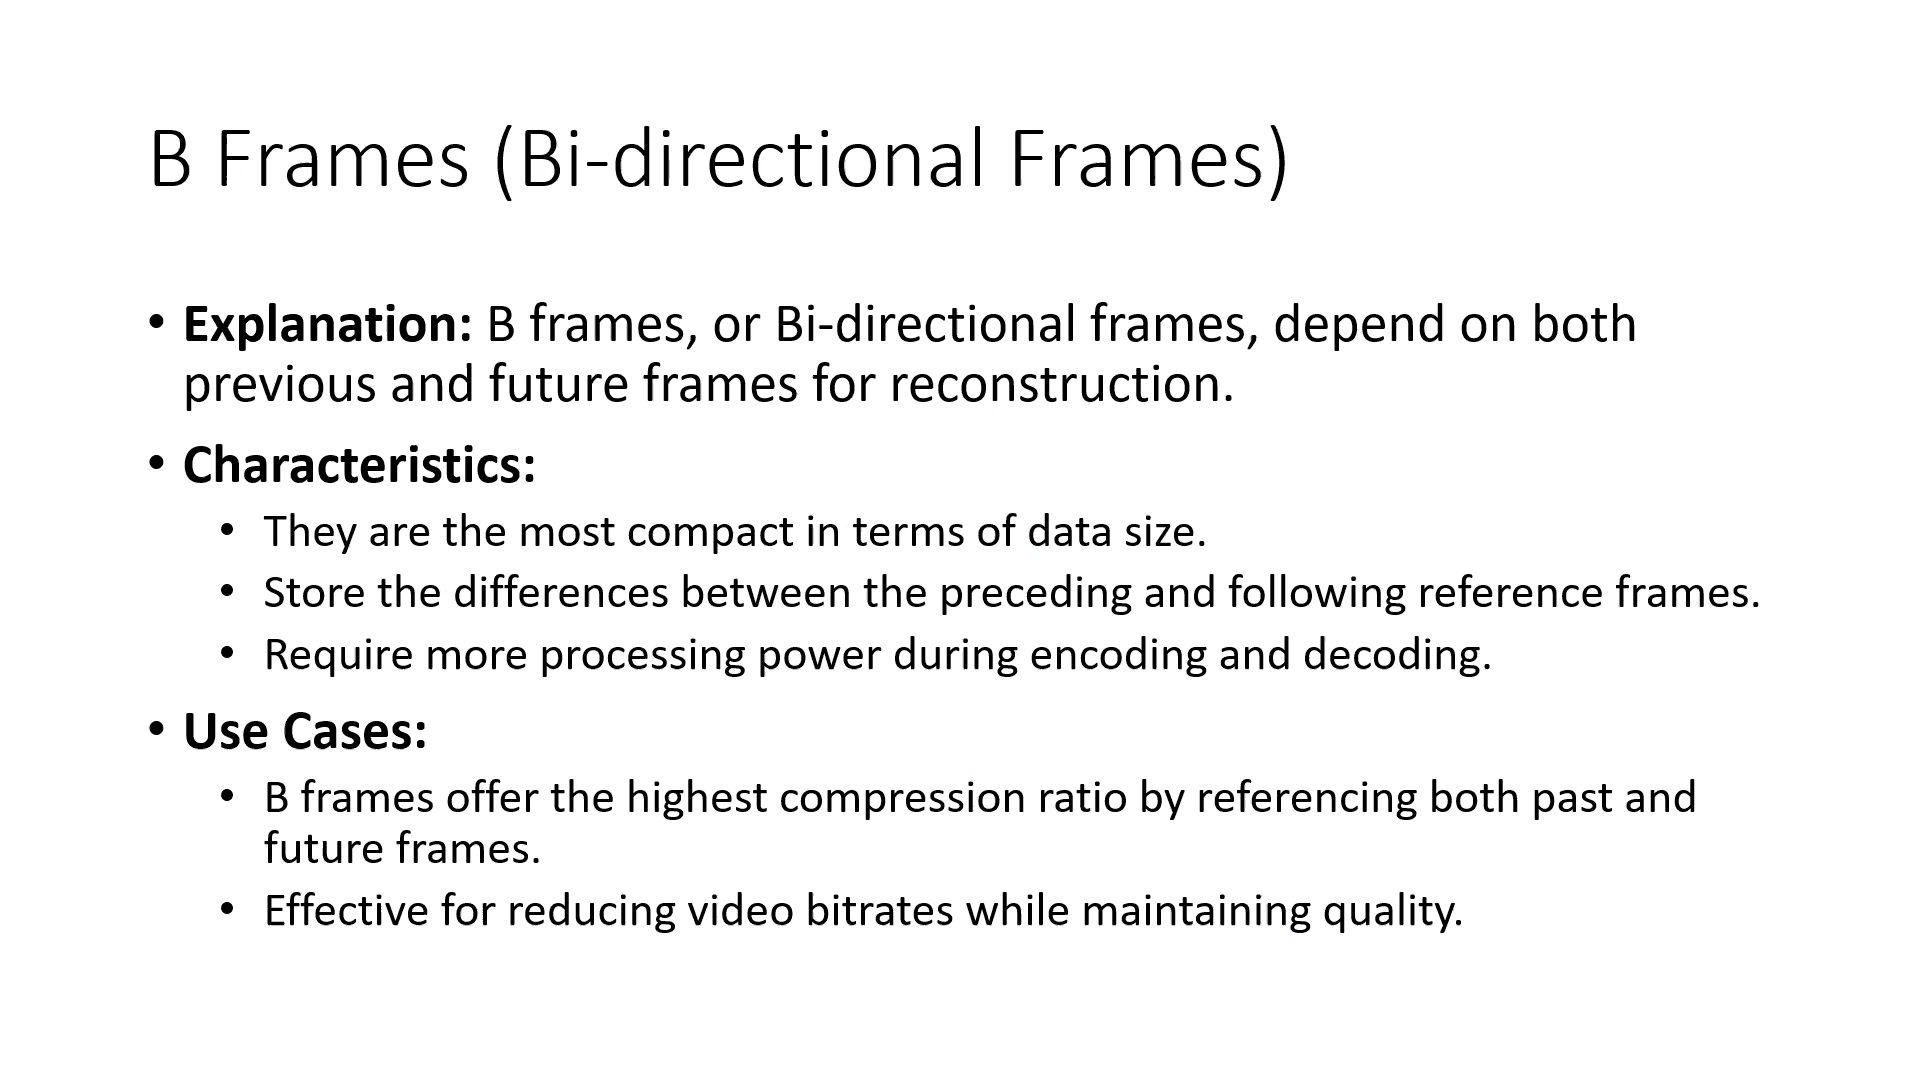 B Frames (Bi-directional Frames)
• Explanation: B frames, or Bi-directional frames, depend on both
previous and future frames for reconstruction.
• Characteristics:
• They are the most compact in terms of data size.
• Store the differences between the preceding and following reference frames.
• Require more processing power during encoding and decoding.
• Use Cases:
• B frames offer the highest compression ratio by referencing both past and
future frames.
• Effective for reducing video bitrates while maintaining quality.